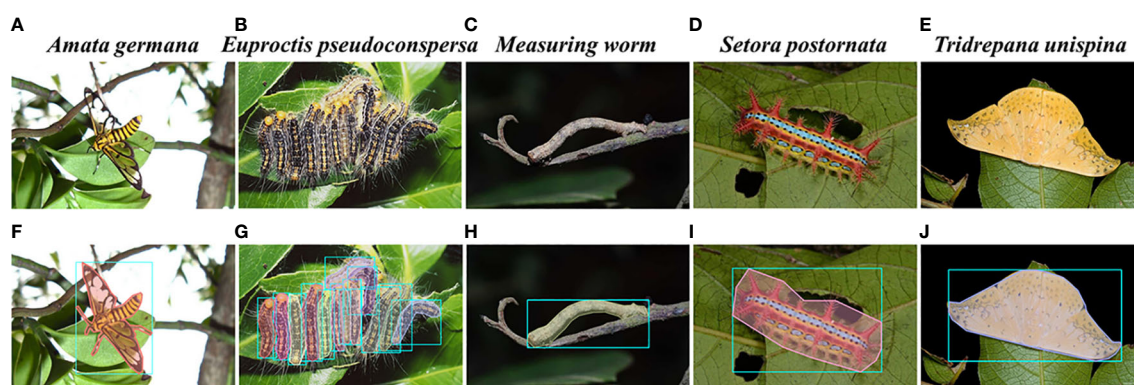 A Amata germana
B Euproctis pseudoconspersa
C Measuring worm
D Setora postornata
E Tridrepana unispina
F
G
H
I
J